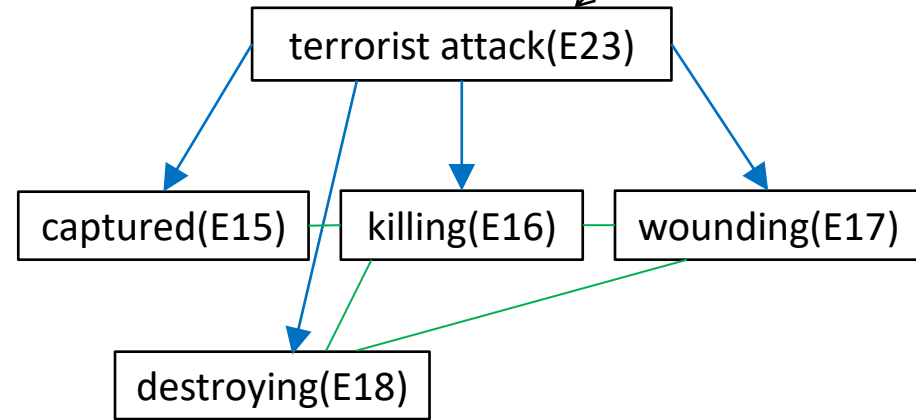 terrorist attack(E23)
captured(E15)
killing(E16)
wounding(E17)
destroying(E18)